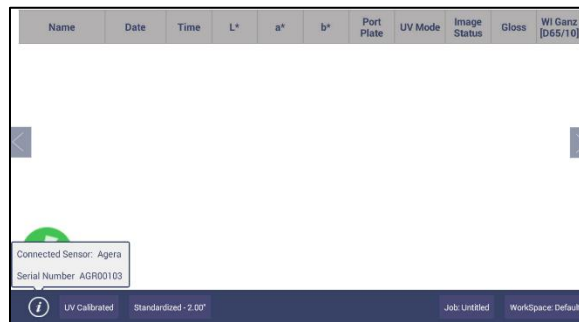 Name Date Time L* a* b* Port Plate UV Mode Image Status Gloss WI Ganz [D65/10]
Connected Sensor: Agera
Serial Number AGR00103
UV Calibrated Standardized - 2.00" Job: Untitled WorkSpace: Default